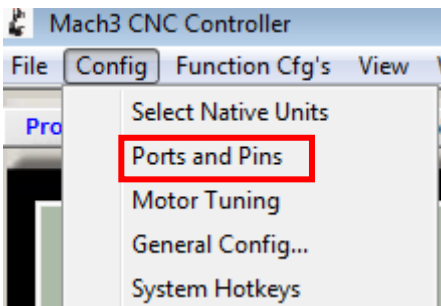 Mach3 CNC Controller
File Config Function Cfg's View
Select Native Units
Pro
Ports and Pins
Motor Tuning
General Config...
System Hotkeys